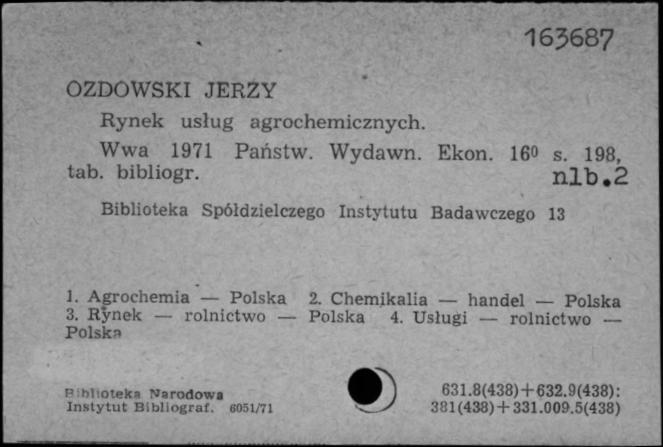 163687
OZDOWSKI JERZY
Rynek usług agrochemicznych.
Wwa 1971 Państw. Wydawn. Ekon. 16⁰ s. 198,
tab. bibliogr. nlb.2
Biblioteka Spółdzielczego Instytutu Badawczego 13
1. Agrochemia — Polska 2. Chemikalia — handel — Polska
3. Rynek — rolnictwo — Polska 4. Usługi — rolnictwo —
Polska
Biblioteka Narodowa
Instytut Bibliograf. 6051/71
631.8(438)+632.9(438):
381(438)+331.009.5(438)